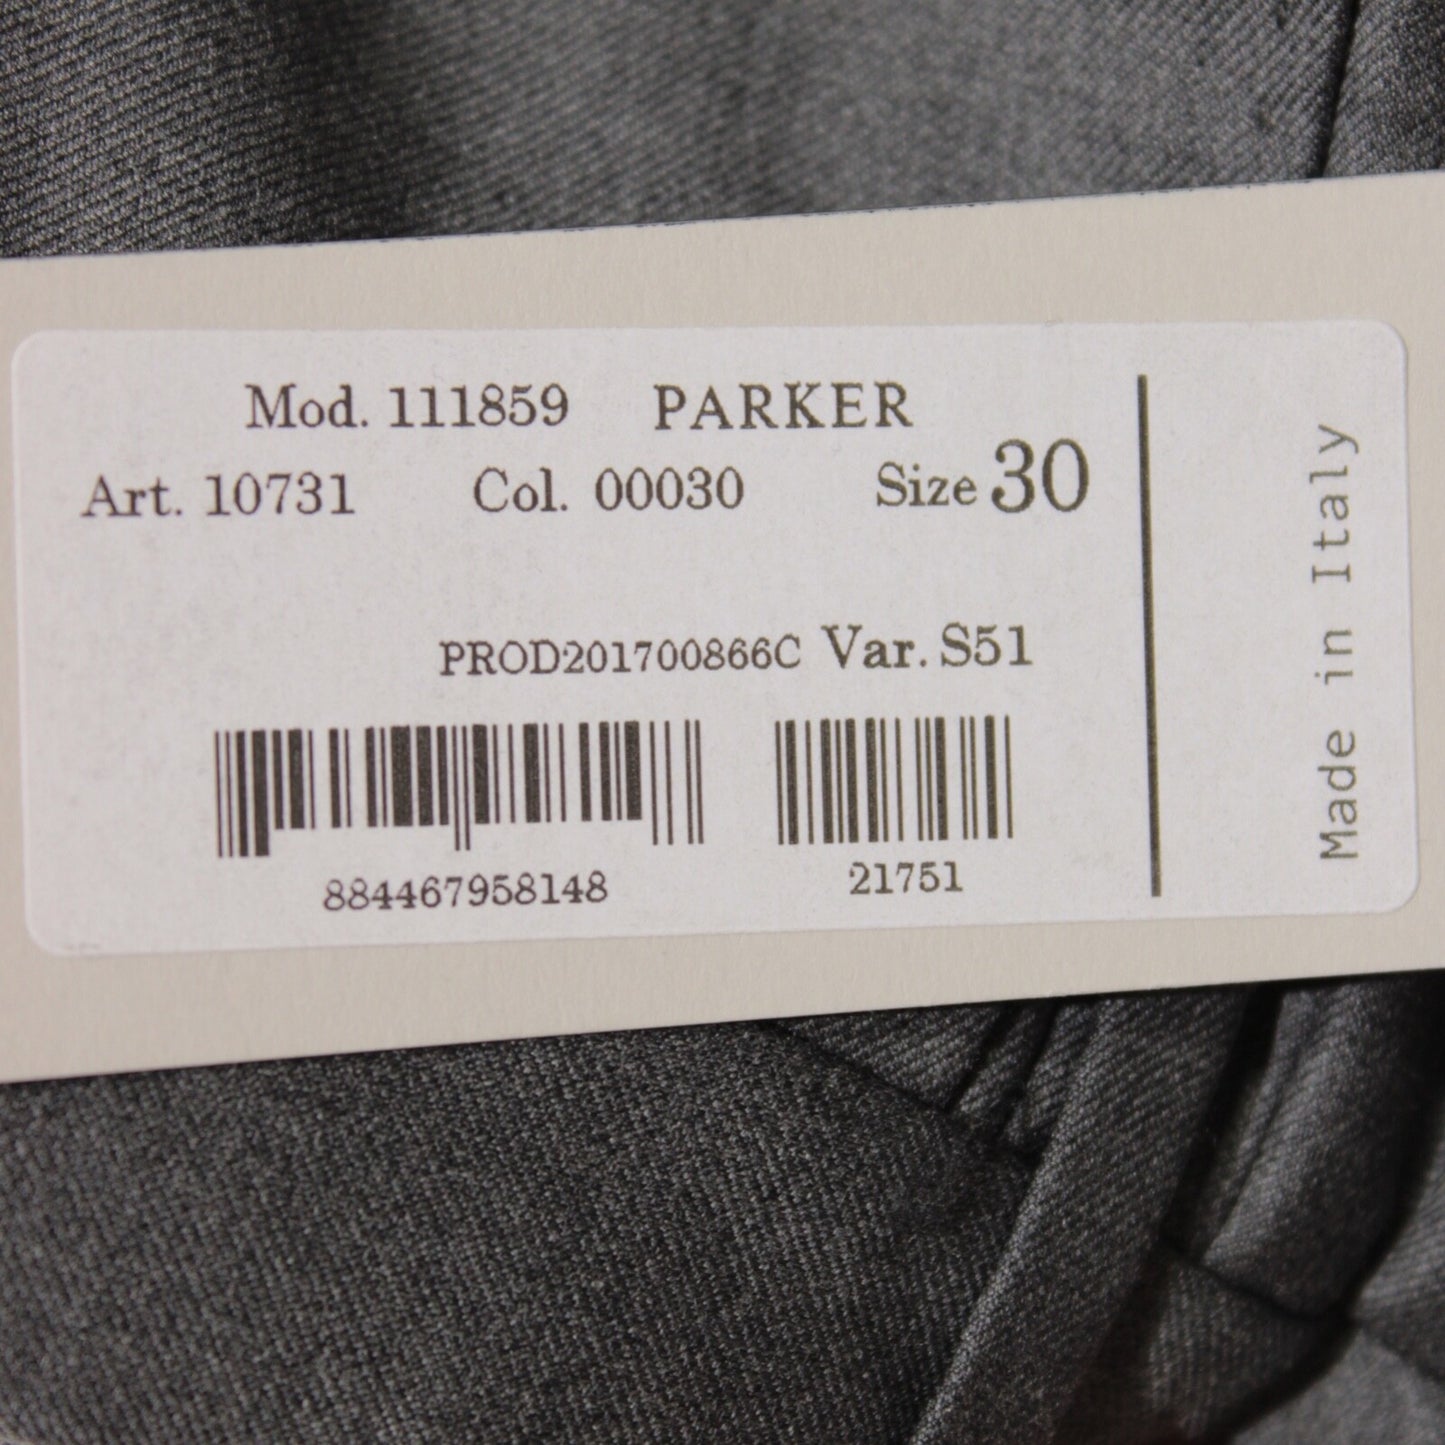 Mod. 111859 PARKER
Art. 10731 Col. 00030 Size 30
PROD201700866C Var. S51
884467958148 21751
Made in Italy